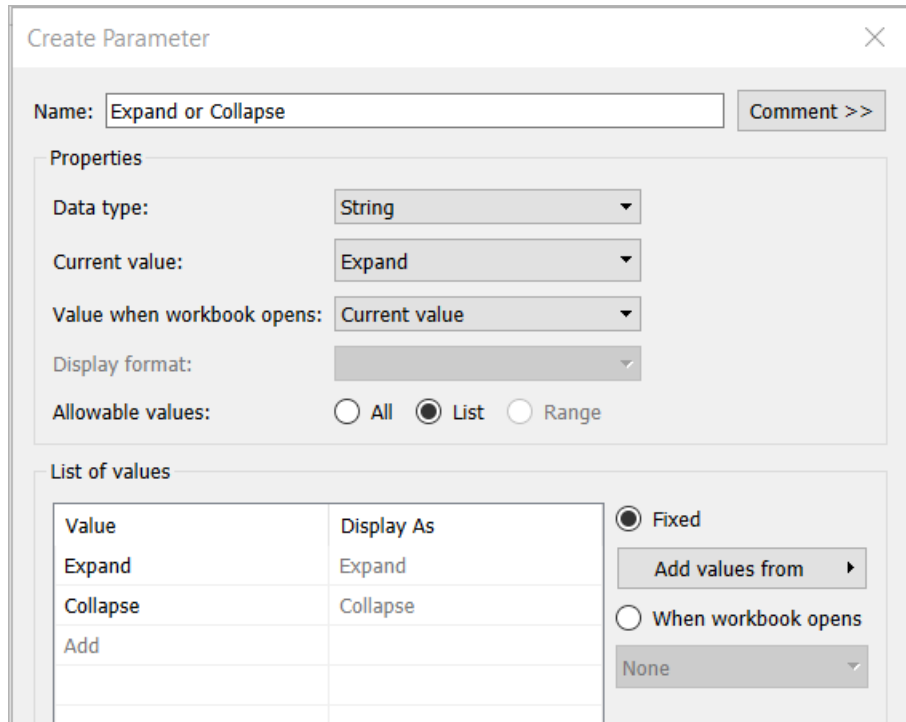 Create Parameter
Name: Expand or Collapse Comment >>
Properties
Data type: String
Current value: Expand
Value when workbook opens: Current value
Display format:
Allowable values: All List Range
List of values
Value Display As
Fixed
Expand Expand
Add values from
Collapse Collapse
When workbook opens
Add
None